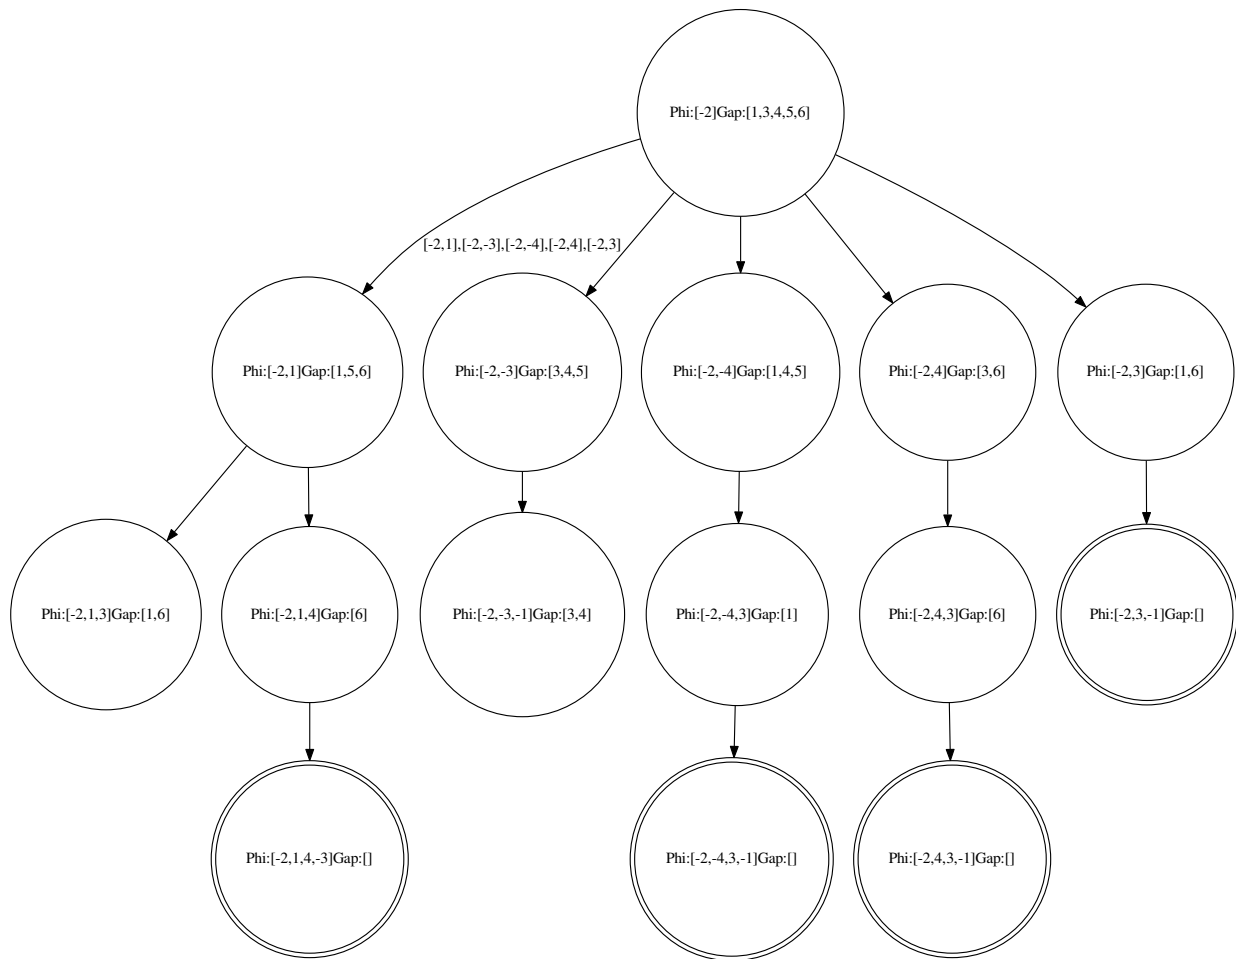 Phi:[-2]Gap:[1,3,4,5,6]
[-2,1],[-2,-3],[-2,-4],[-2,4],[-2,3]
Phi:[-2,1]Gap:[1,5,6]
Phi:[-2,-3]Gap:[3,4,5]
Phi:[-2,-4]Gap:[1,4,5]
Phi:[-2,4]Gap:[3,6]
Phi:[-2,3]Gap:[1,6]
Phi:[-2,1,3]Gap:[1,6]
Phi:[-2,1,4]Gap:[6]
Phi:[-2,-3,-1]Gap:[3,4]
Phi:[-2,-4,3]Gap:[1]
Phi:[-2,4,3]Gap:[6]
Phi:[-2,3,-1]Gap:[]
Phi:[-2,1,4,-3]Gap:[]
Phi:[-2,-4,3,-1]Gap:[]
Phi:[-2,4,3,-1]Gap:[]